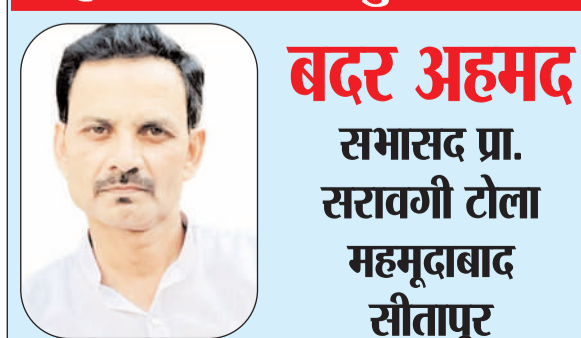 बदर अहमद
सभासद प्रा.
सरावगी टोला
महमूदाबाद
सीतापुर